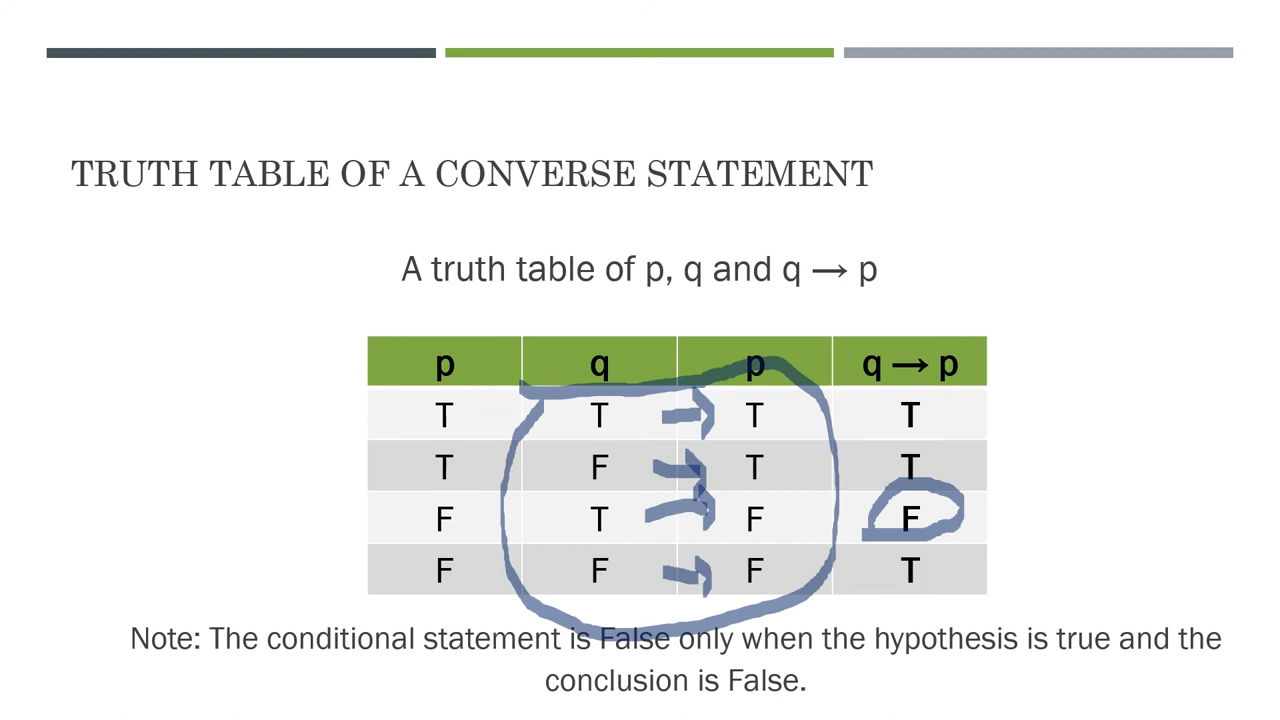 TRUTH TABLE OF A CONVERSE STATEMENT
A truth table of p, q and q → p
p q p q → p
T T T T
T F T T
F T F F
F F F T
Note: The conditional statement is False only when the hypothesis is true and the
conclusion is False.